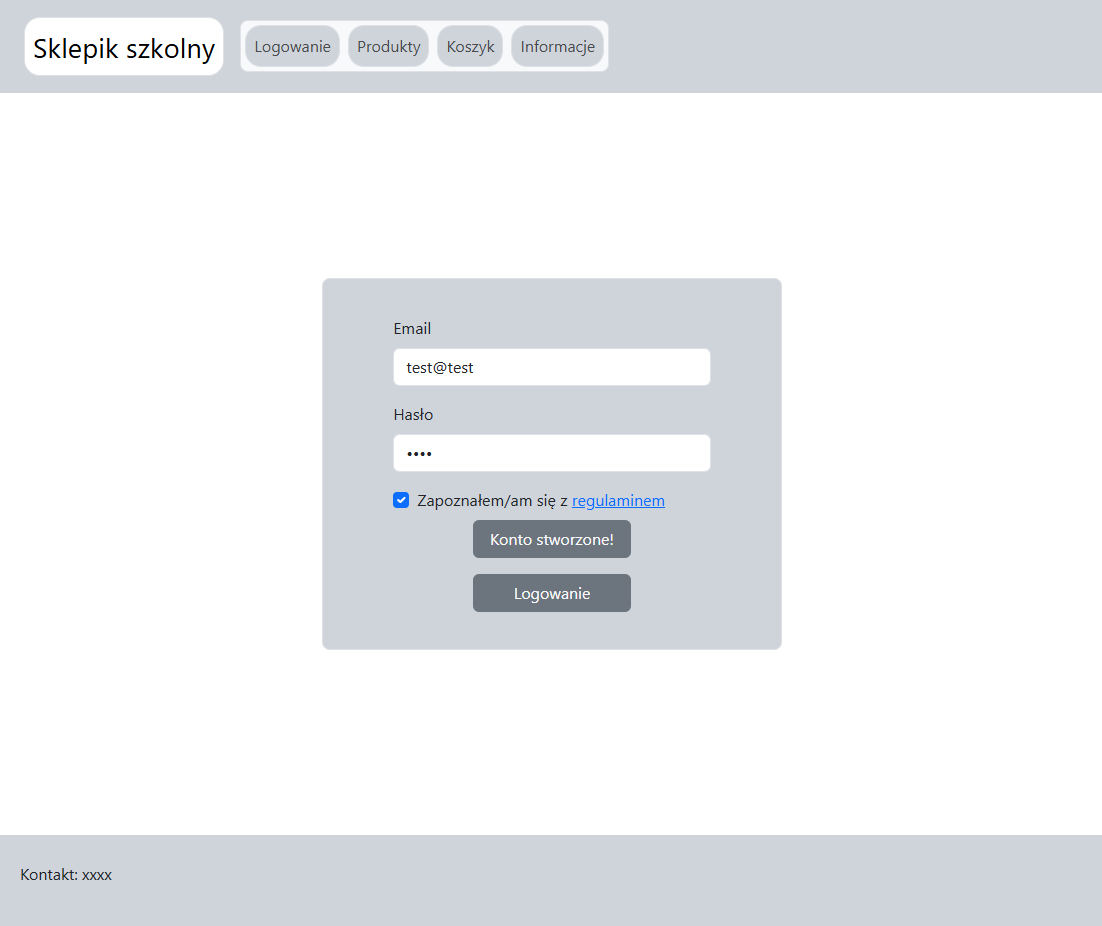 Sklepik szkolny
Logowanie Produkty Koszyk Informacje
Email
test@test
Hasło
••••
Zapoznałem/am się z regulaminem
Konto stworzone!
Logowanie
Kontakt: xxxx